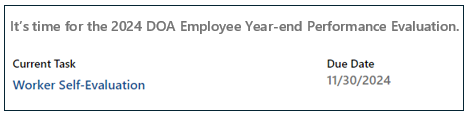 It's time for the 2024 DOA Employee Year-end Performance Evaluation.
Current Task Due Date
Worker Self-Evaluation 11/30/2024